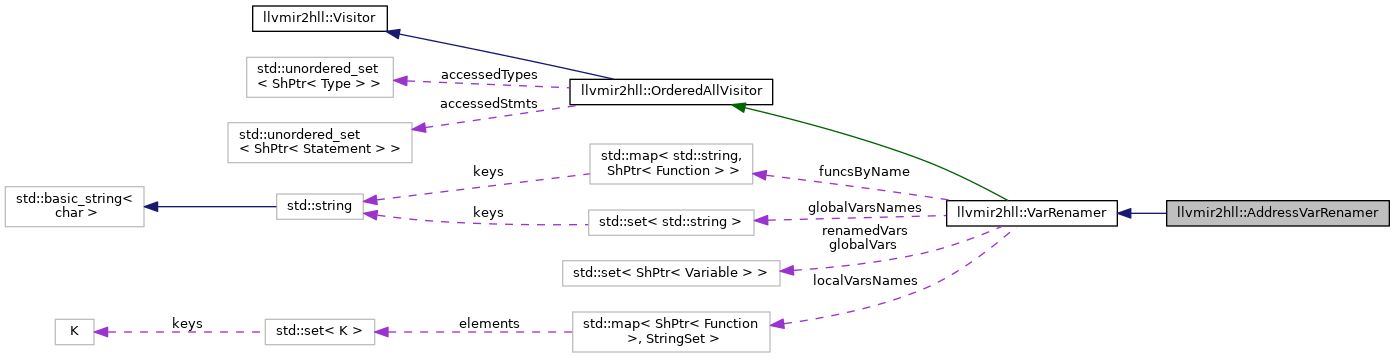 llvmir2hll::Visitor
std::unordered_set
< ShPtr< Type > >
accessedTypes
llvmir2hll::OrderedAllVisitor
accessedStmts
std::unordered_set
< ShPtr< Statement > >
std::map< std::string,
ShPtr< Function > >
keys
funcsByName
std::basic_string<
char >
std::string
keys
std::set< std::string >
globalVarsNames
llvmir2hll::VarRenamer
llvmir2hll::AddressVarRenamer
renamedVars
globalVars
std::set< ShPtr< Variable > >
localVarsNames
K
keys
std::set< K >
elements
std::map< ShPtr< Function
>, StringSet >